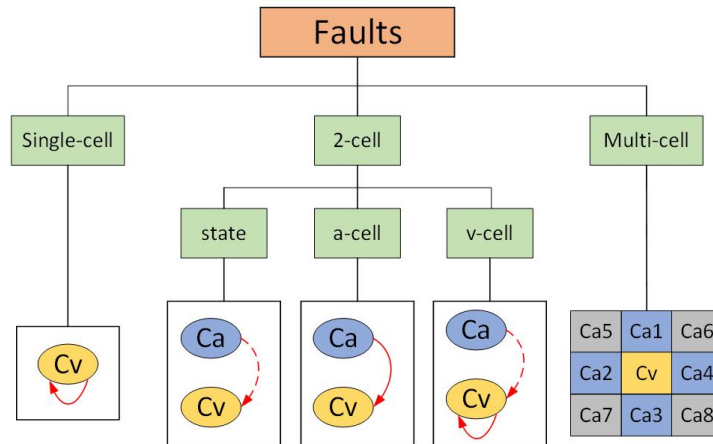 Faults
Single-cell
2-cell
Multi-cell
state
a-cell
v-cell
Cv
Ca
Cv
Ca
Cv
Ca
Cv
Ca5 Ca1 Ca6
Ca2 Cv Ca4
Ca7 Ca3 Ca8